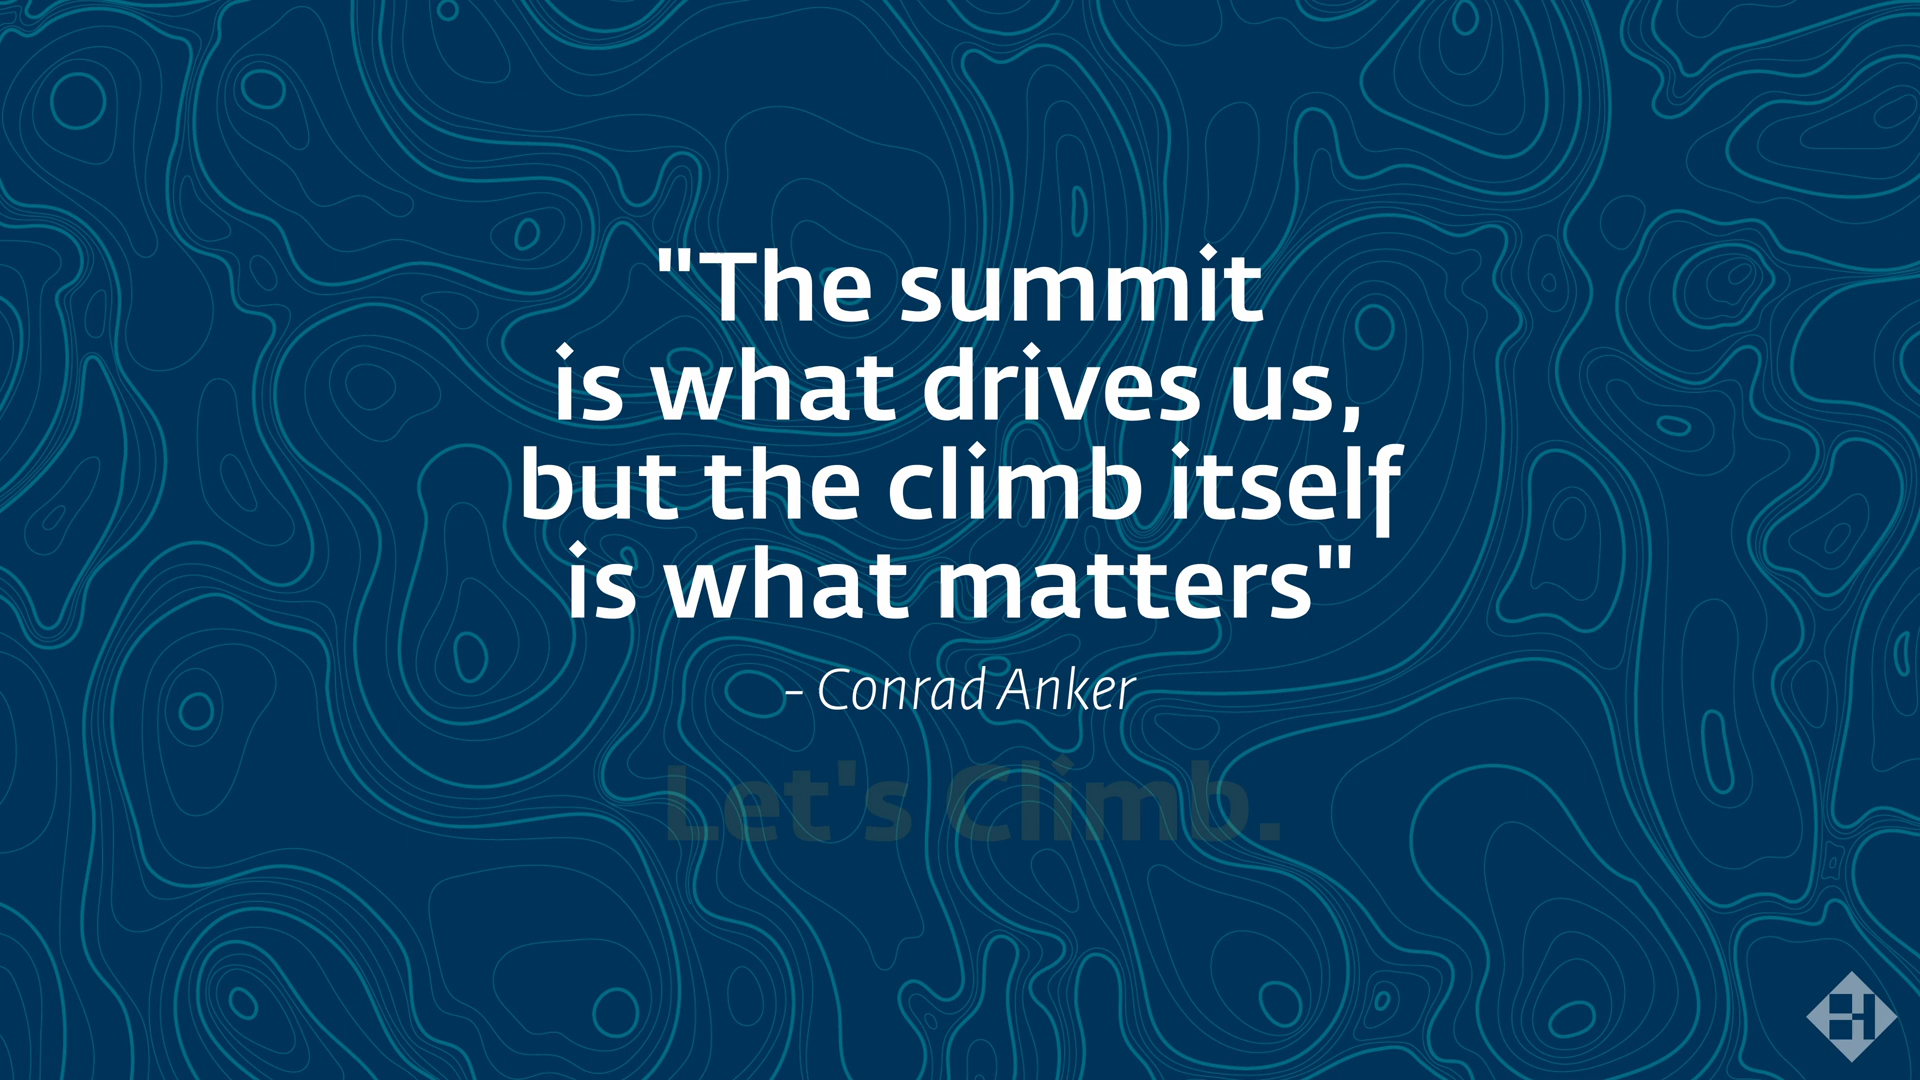 "The summit
is what drives us,
but the climb itself
is what matters"
– Conrad Anker
Let's Climb.